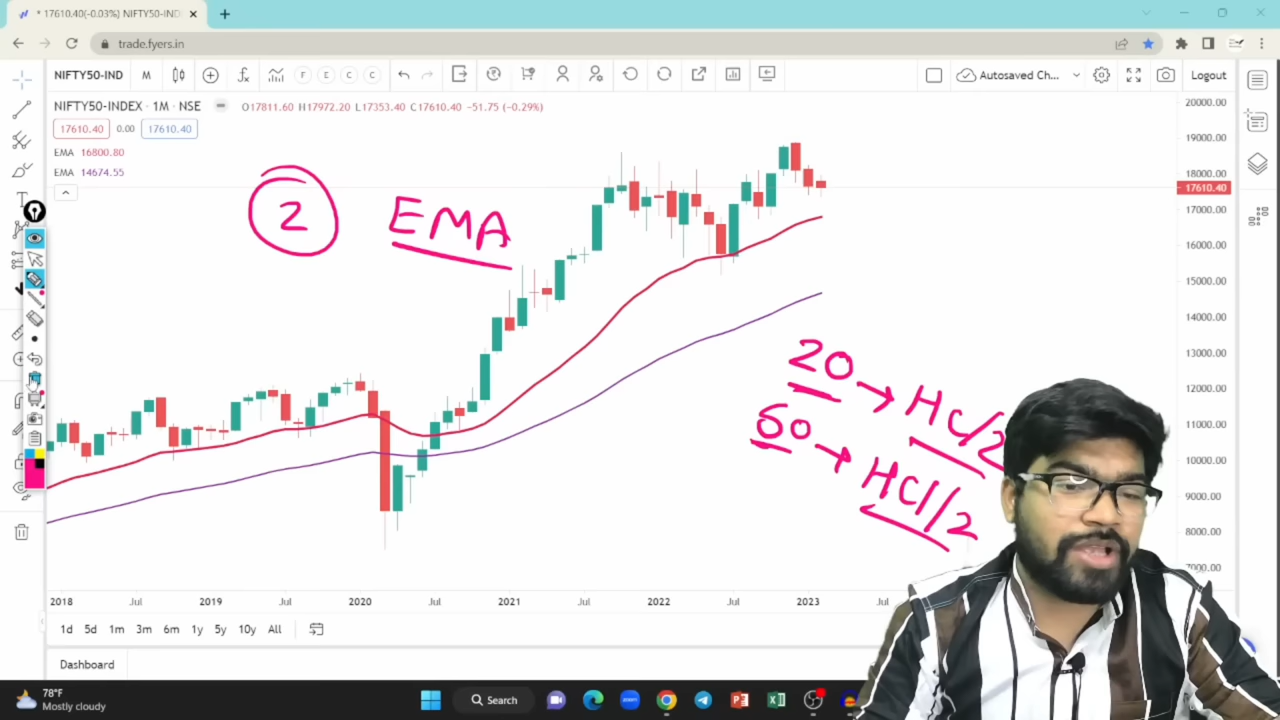 * 17610.40(-0.03%) NIFTY50-IND
trade.fyers.in
NIFTY50-IND M F E C C Autosaved Ch... Logout
NIFTY50-INDEX · 1M · NSE O17811.60 H17972.20 L17353.40 C17610.40 -51.75 (-0.29%)
17610.40 0.00 17610.40
EMA 16800.80
EMA 14674.55
20000.00
19000.00
18000.00
17610.40
17000.00
16000.00
15000.00
14000.00
13000.00
12000.00
11000.00
10000.00
9000.00
8000.00
7000.00
2 EMA
20 → HC/2
50 → HCl/2
2018 Jul 2019 Jul 2020 Jul 2021 Jul 2022 Jul 2023 Jul
1d 5d 1m 3m 6m 1y 5y 10y All
Dashboard
78°F
Mostly cloudy
Search
zoom